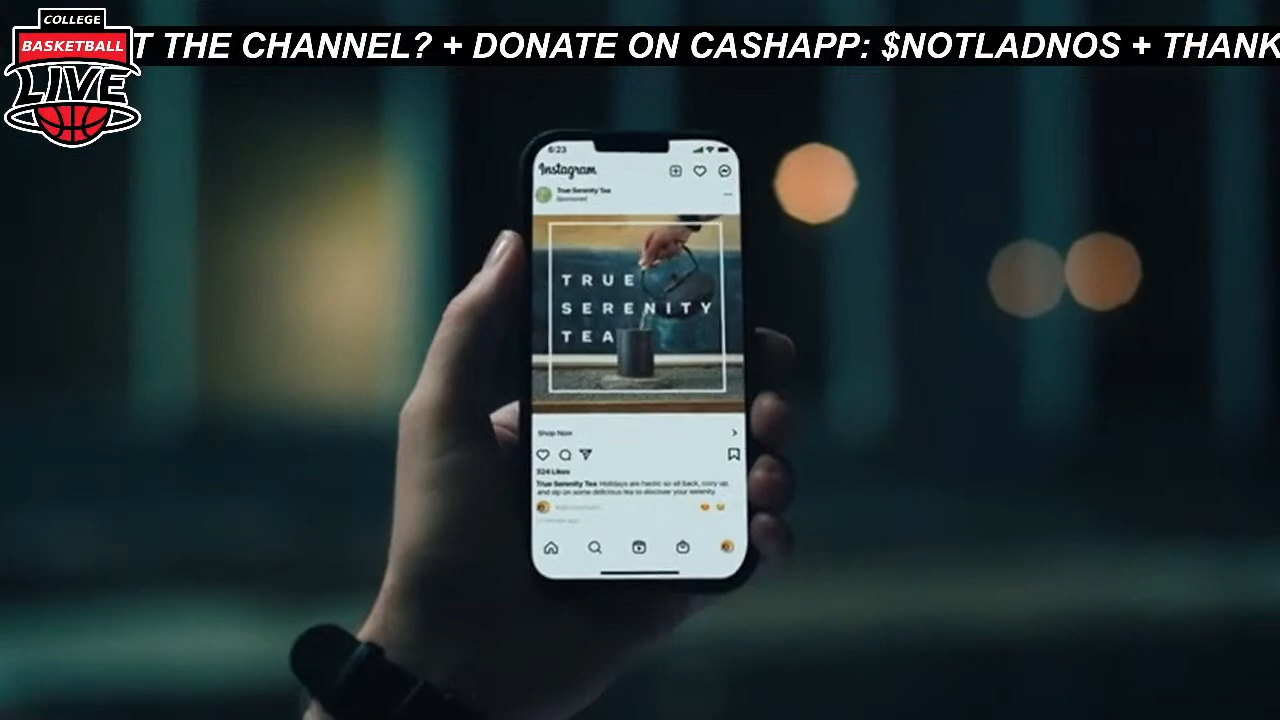 COLLEGE
BASKETBALL
LIVE
T THE CHANNEL? + DONATE ON CASHAPP: $NOTLADNOS + THANK
6:23
Instagram
True Serenity Tea
Sponsored
TRUE
SERENITY
TEA
Shop Now
324 Likes
True Serenity Tea Holidays are hectic so sit back, cozy up
and sip on some delicious tea to discover your serenity.